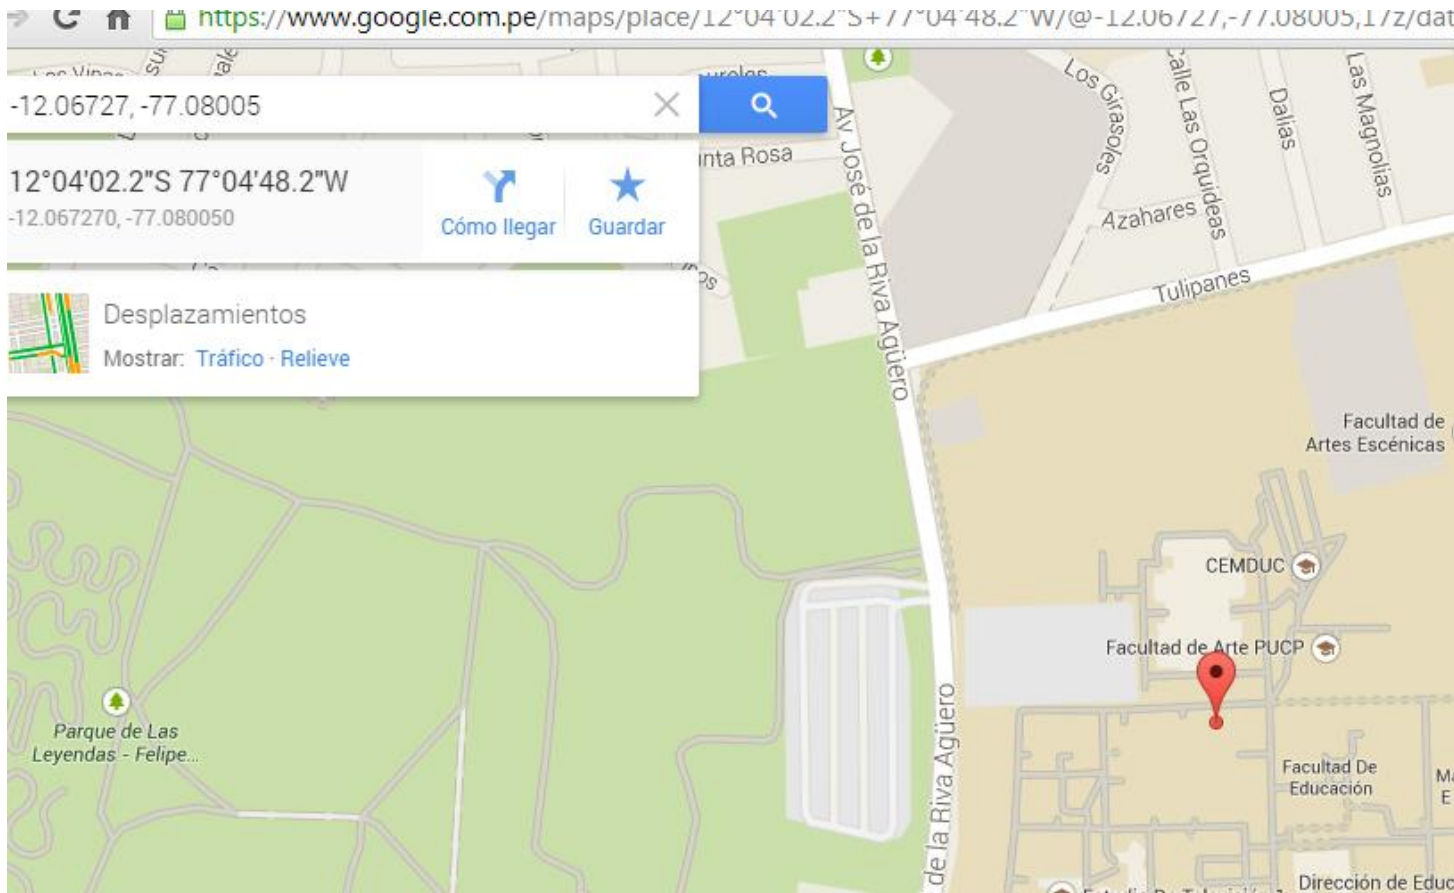 https://www.google.com.pe/maps/place/12°04'02.2"S+77°04'48.2"W/@-12.06727,-77.08005,17z/dat
-12.06727, -77.08005
12°04'02.2"S 77°04'48.2"W
-12.067270, -77.080050
Cómo llegar
Guardar
Desplazamientos
Mostrar: Tráfico · Relieve
Av José de la Riva Agüero
Los Girasoles
Calle Las Orquideas
Dalias
Las Magnolias
Azahares
Tulipanes
Rosa
Facultad de
Artes Escénicas
CEMDUC
Facultad de Arte PUCP
Parque de Las
Leyendas - Felipe...
de la Riva Agüero
Facultad De
Educación
Dirección de Educ